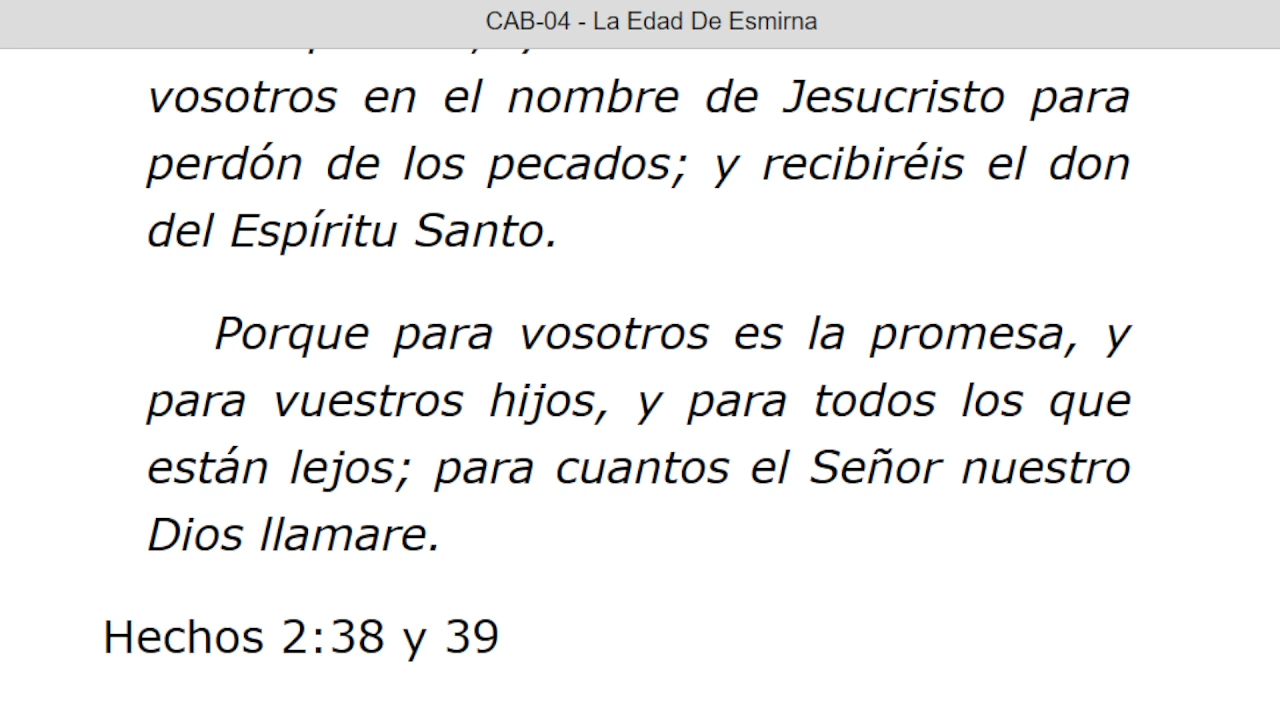 CAB-04 - La Edad De Esmirna
vosotros en el nombre de Jesucristo para
perdón de los pecados; y recibiréis el don
del Espíritu Santo.
Porque para vosotros es la promesa, y
para vuestros hijos, y para todos los que
están lejos; para cuantos el Señor nuestro
Dios llamare.
Hechos 2:38 y 39